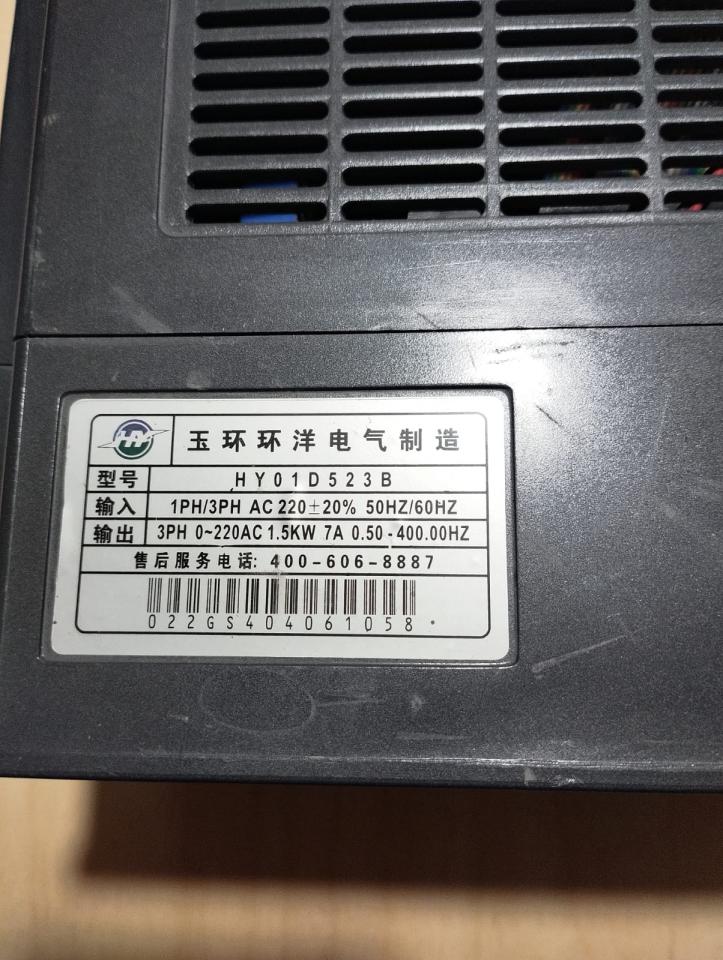 HY
玉环环洋电气制造
型号 HY01D523B
输入 1PH/3PH AC 220±20% 50HZ/60HZ
输出 3PH 0~220AC 1.5KW 7A 0.50-400.00HZ
售后服务电话: 400-606-8887
022GS404061058